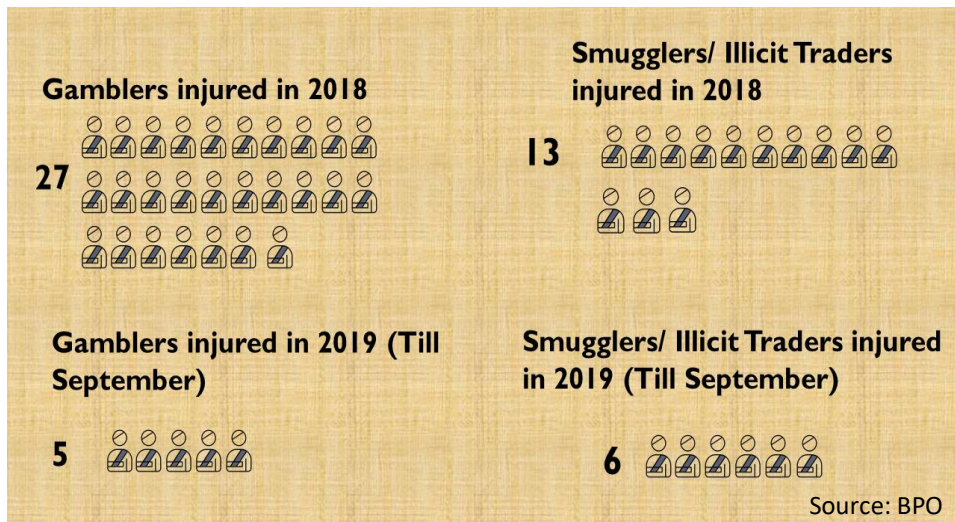 Gamblers injured in 2018
27
Smugglers/ Illicit Traders
injured in 2018
13
Gamblers injured in 2019 (Till
September)
5
Smugglers/ Illicit Traders injured
in 2019 (Till September)
6
Source: BPO